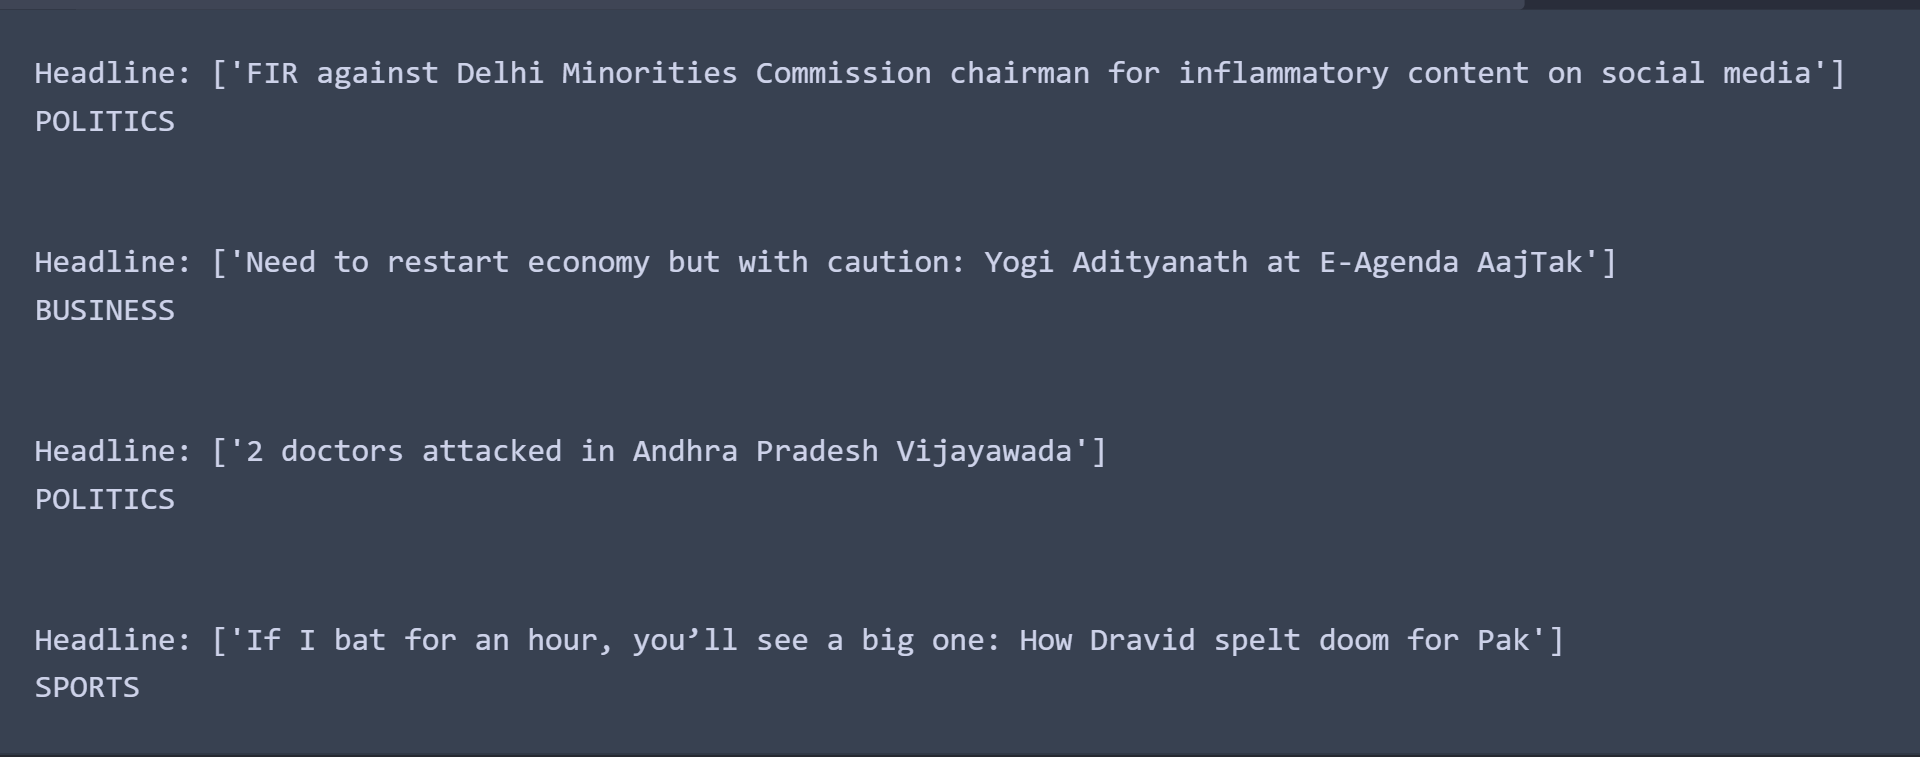 Headline: ['FIR against Delhi Minorities Commission chairman for inflammatory content on social media']
POLITICS
Headline: ['Need to restart economy but with caution: Yogi Adityanath at E-Agenda AajTak']
BUSINESS
Headline: ['2 doctors attacked in Andhra Pradesh Vijayawada']
POLITICS
Headline: ['If I bat for an hour, you’ll see a big one: How Dravid spelt doom for Pak']
SPORTS